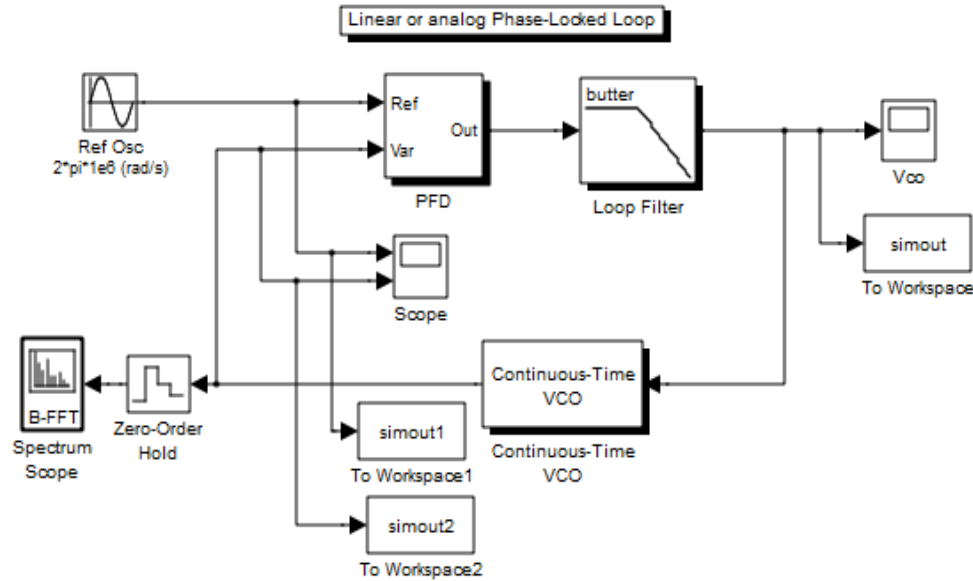 Linear or analog Phase-Locked Loop
Ref Osc
2*pi*1e6 (rad/s)
Ref
Var
Out
PFD
butter
Loop Filter
Vco
simout
To Workspace
Scope
Continuous-Time
VCO
Continuous-Time
VCO
B-FFT
Spectrum
Scope
Zero-Order
Hold
simout1
To Workspace1
simout2
To Workspace2